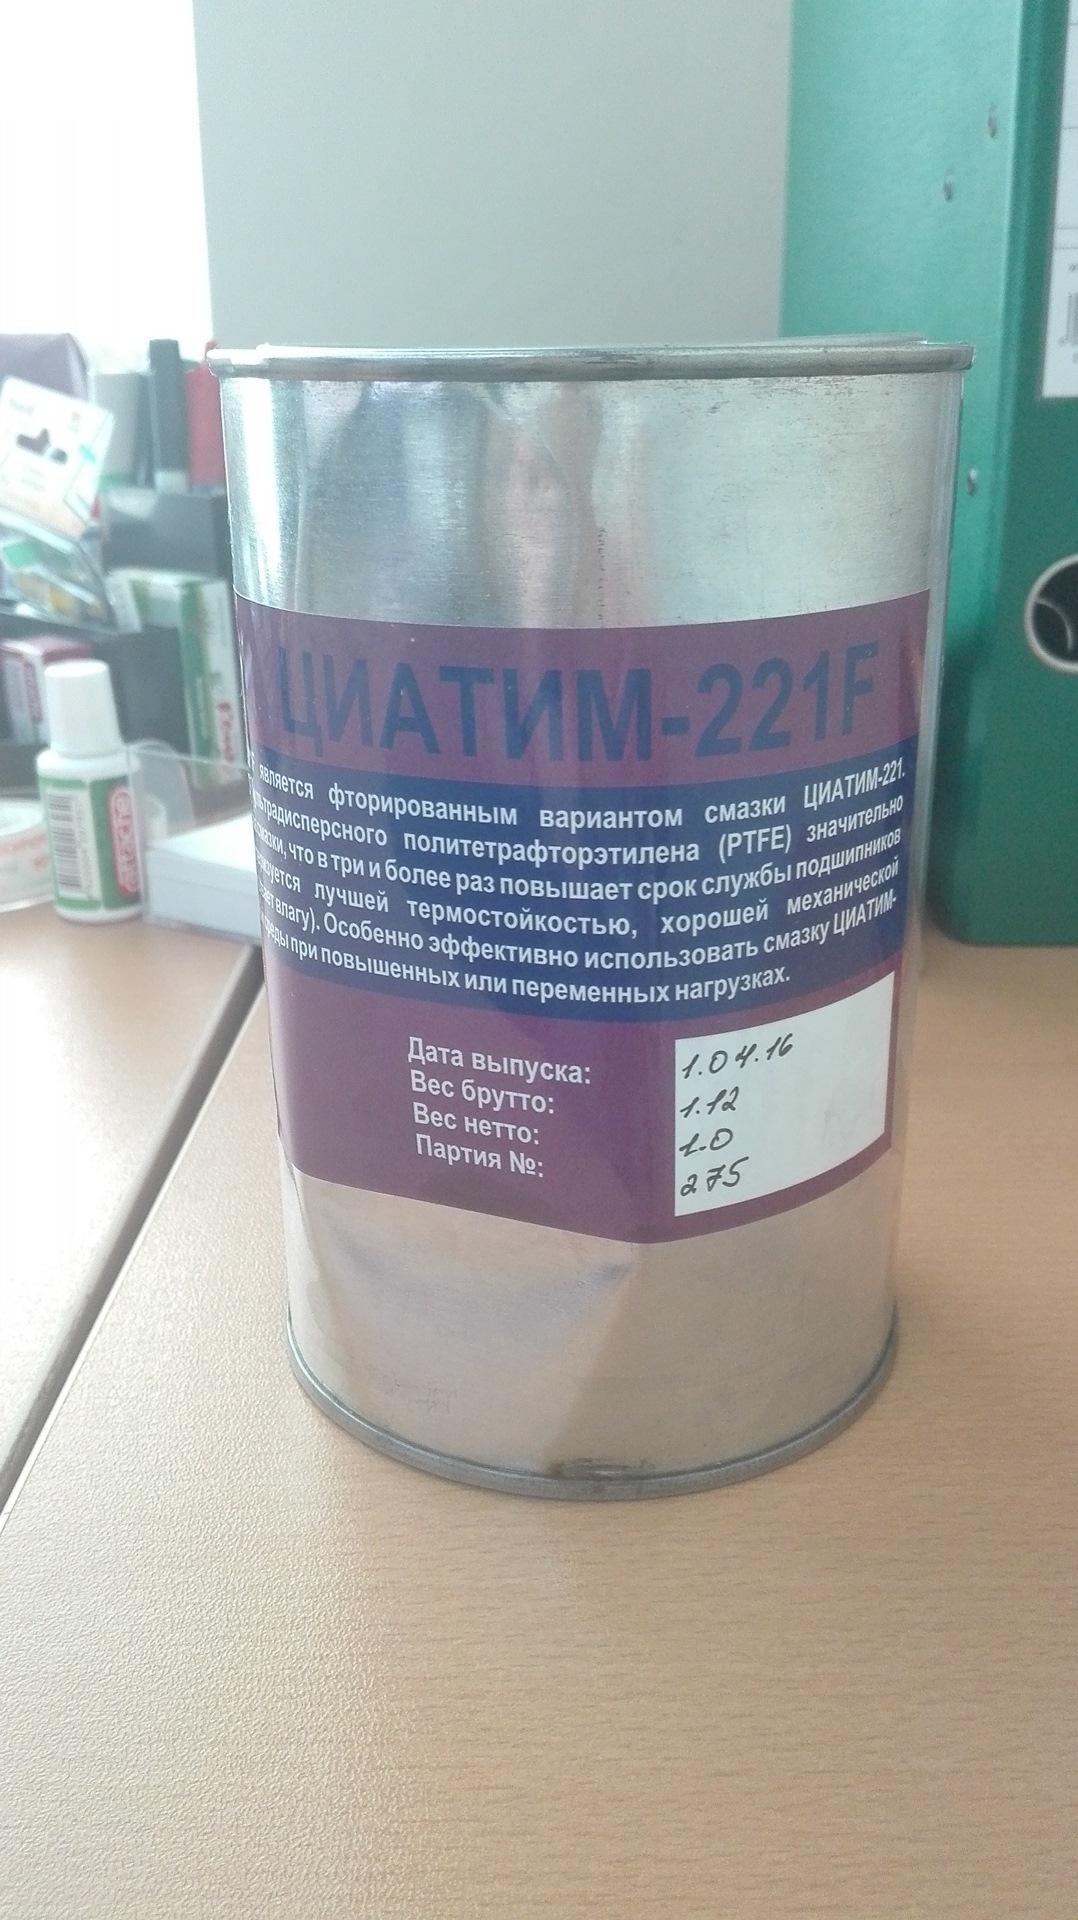 ЦИАТИМ-221F
является фторированным вариантом смазки ЦИАТИМ-221.
политетрафторэтилена (PTFE) значительно
смазки, что в три и более раз повышает срок службы подшипников
лучшей термостойкостью, хорошей механической
влагу). Особенно эффективно использовать смазку ЦИАТИМ-
при повышенных или переменных нагрузках.
Дата выпуска: 1.04.16
Вес брутто: 1.12
Вес нетто: 1.0
Партия №: 275